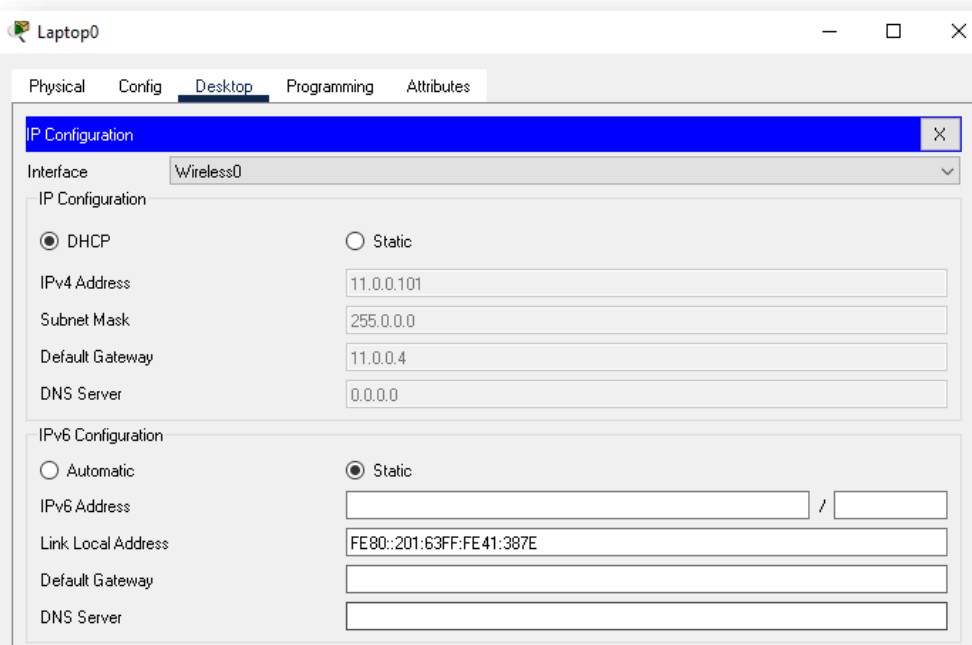 Laptop0
Physical Config Desktop Programming Attributes
IP Configuration X
Interface Wireless0
IP Configuration
DHCP Static
IPv4 Address 11.0.0.101
Subnet Mask 255.0.0.0
Default Gateway 11.0.0.4
DNS Server 0.0.0.0
IPv6 Configuration
Automatic Static
IPv6 Address /
Link Local Address FE80::201:63FF:FE41:387E
Default Gateway
DNS Server